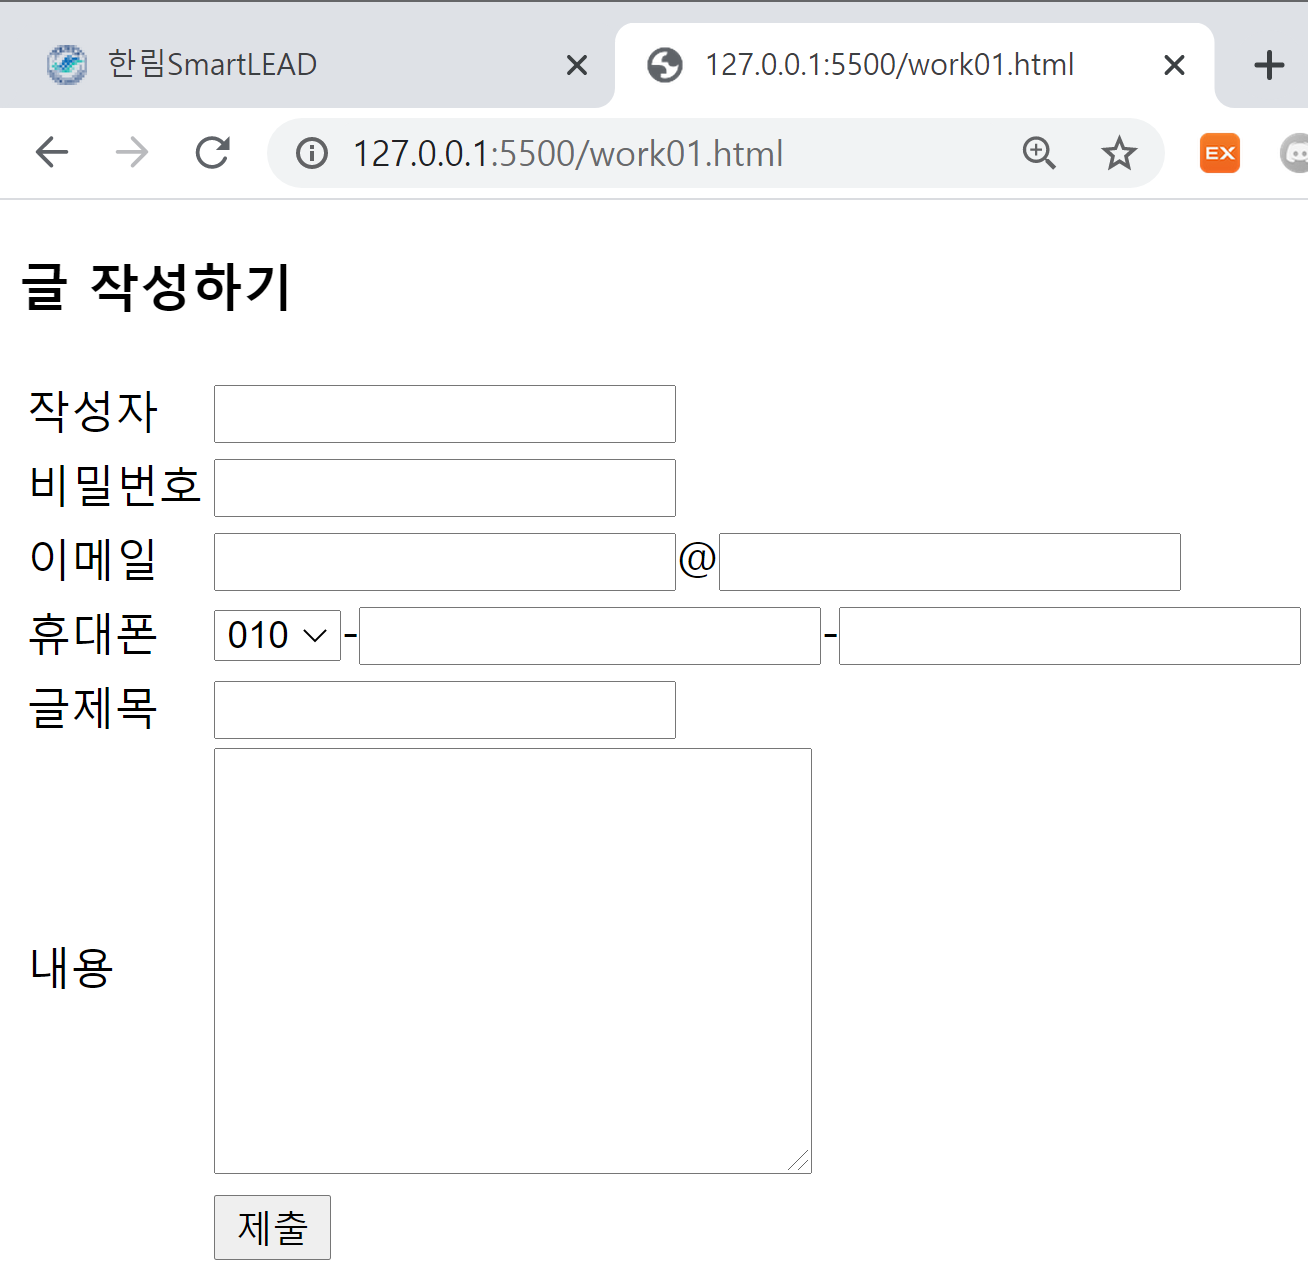 한림SmartLEAD
127.0.0.1:5500/work01.html
127.0.0.1:5500/work01.html
EX
글 작성하기
작성자
비밀번호
이메일 @
휴대폰 010 - -
글제목
내용
제출